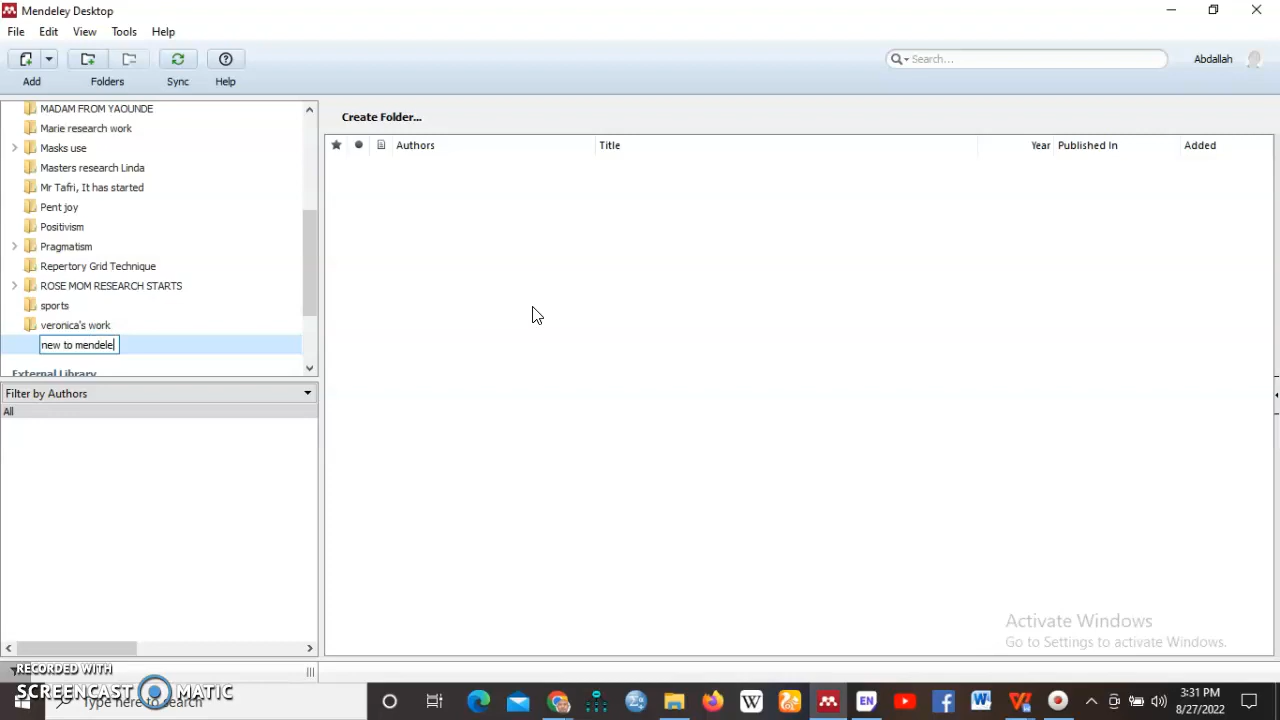 Mendeley Desktop
File Edit View Tools Help
Search...
Abdallah
Add Folders Sync Help
MADAM FROM YAOUNDE
Marie research work
Masks use
Masters research Linda
Mr Tafri, It has started
Pent joy
Positivism
Pragmatism
Repertory Grid Technique
ROSE MOM RESEARCH STARTS
sports
veronica's work
new to mendele
External Library
Filter by Authors
All
Create Folder...
Authors Title Year Published In Added
Activate Windows
Go to Settings to activate Windows.
RECORDED WITH
SCREENCAST MATIC
Type here to search
EN
3:31 PM
8/27/2022